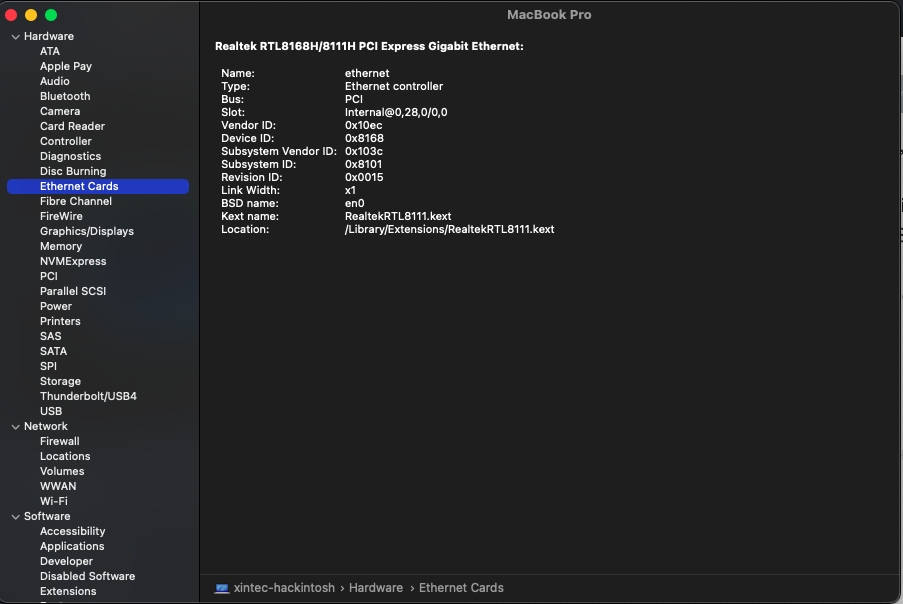 MacBook Pro
Hardware
ATA
Apple Pay
Audio
Bluetooth
Camera
Card Reader
Controller
Diagnostics
Disc Burning
Ethernet Cards
Fibre Channel
FireWire
Graphics/Displays
Memory
NVMExpress
PCI
Parallel SCSI
Power
Printers
SAS
SATA
SPI
Storage
Thunderbolt/USB4
USB
Network
Firewall
Locations
Volumes
WWAN
Wi-Fi
Software
Accessibility
Applications
Developer
Disabled Software
Extensions
Realtek RTL8168H/8111H PCI Express Gigabit Ethernet:
Name: ethernet
Type: Ethernet controller
Bus: PCI
Slot: Internal@0,28,0/0,0
Vendor ID: 0x10ec
Device ID: 0x8168
Subsystem Vendor ID: 0x103c
Subsystem ID: 0x8101
Revision ID: 0x0015
Link Width: x1
BSD name: en0
Kext name: RealtekRTL8111.kext
Location: /Library/Extensions/RealtekRTL8111.kext
xintec-hackintosh › Hardware › Ethernet Cards